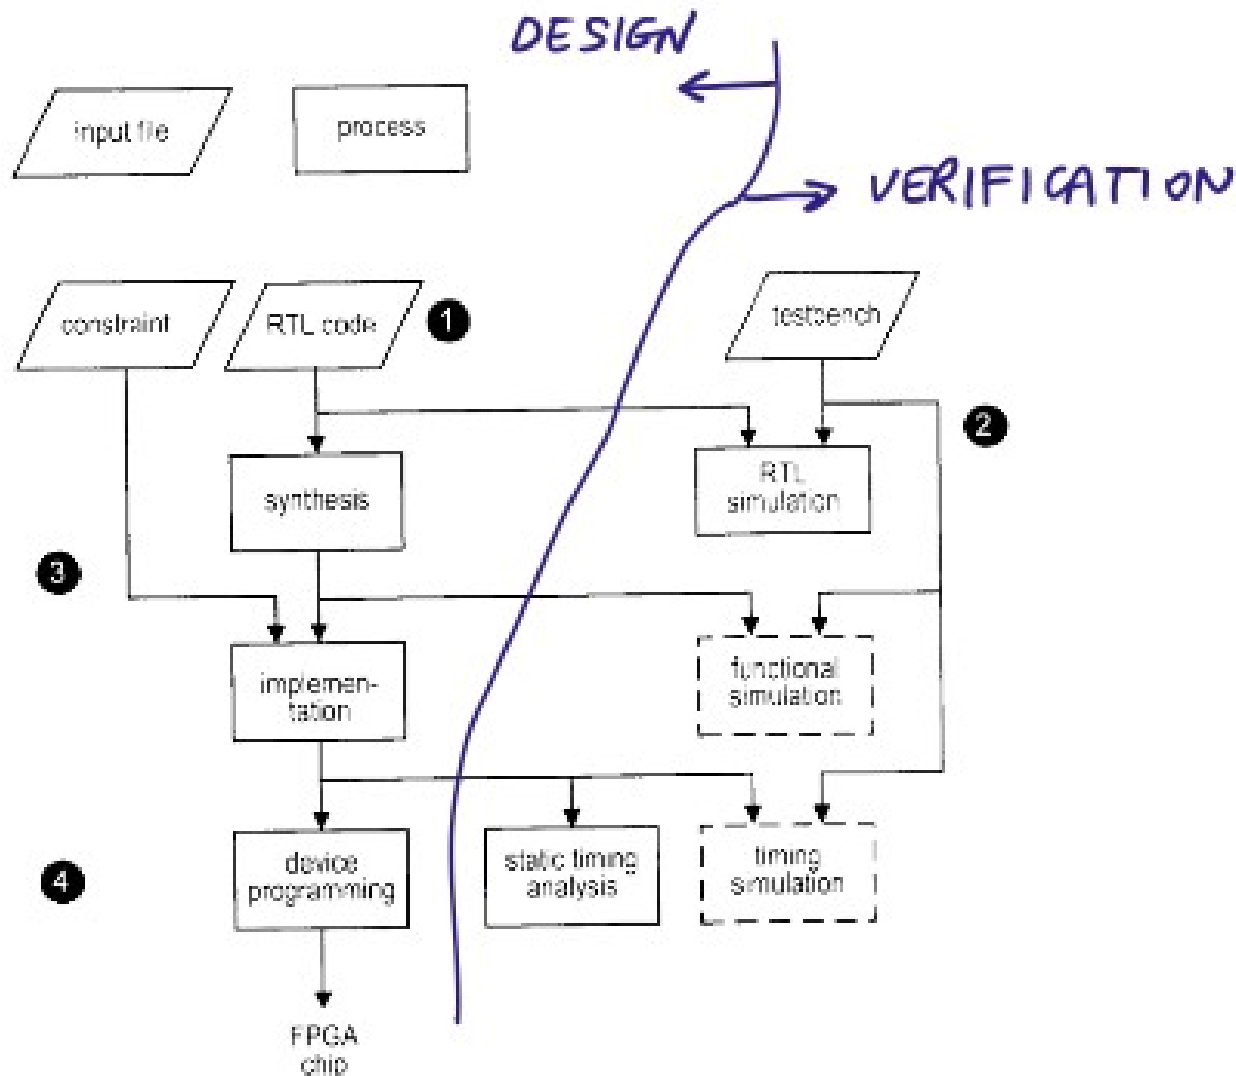 DESIGN
input file
process
VERIFICATION
constraint
RTL code
1
testbench
2
synthesis
RTL
simulation
3
implemen-
tation
functional
simulation
4
device
programming
static timing
analysis
timing
simulation
FPGA
chip